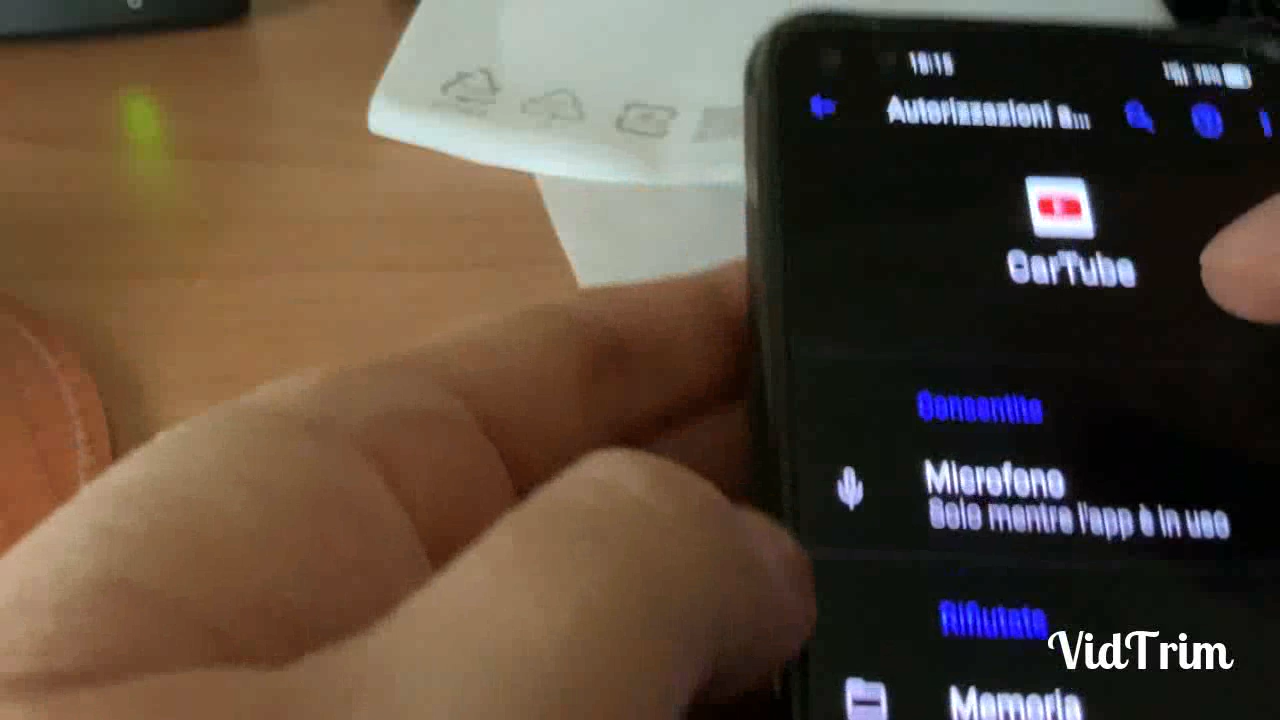 Autorizzazioni a...
CarTube
Consentite
Microfono
Solo mentre l'app è in uso
Rifiutate
Memoria
VidTrim